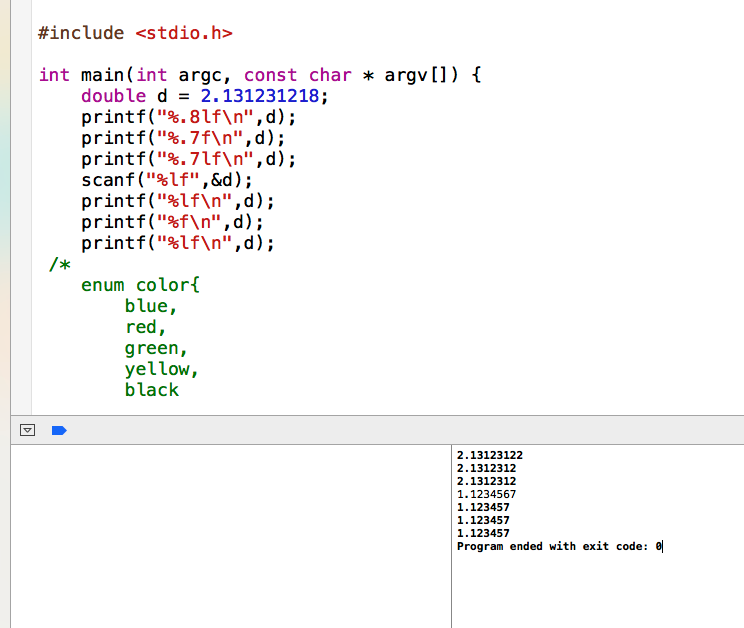 #include <stdio.h>
int main(int argc, const char * argv[]) {
    double d = 2.131231218;
    printf("%.8lf\n",d);
    printf("%.7f\n",d);
    printf("%.7lf\n",d);
    scanf("%lf",&d);
    printf("%lf\n",d);
    printf("%f\n",d);
    printf("%lf\n",d);
 /*
    enum color{
        blue,
        red,
        green,
        yellow,
        black
2.13123122
2.1312312
2.1312312
1.1234567
1.123457
1.123457
1.123457
Program ended with exit code: 0